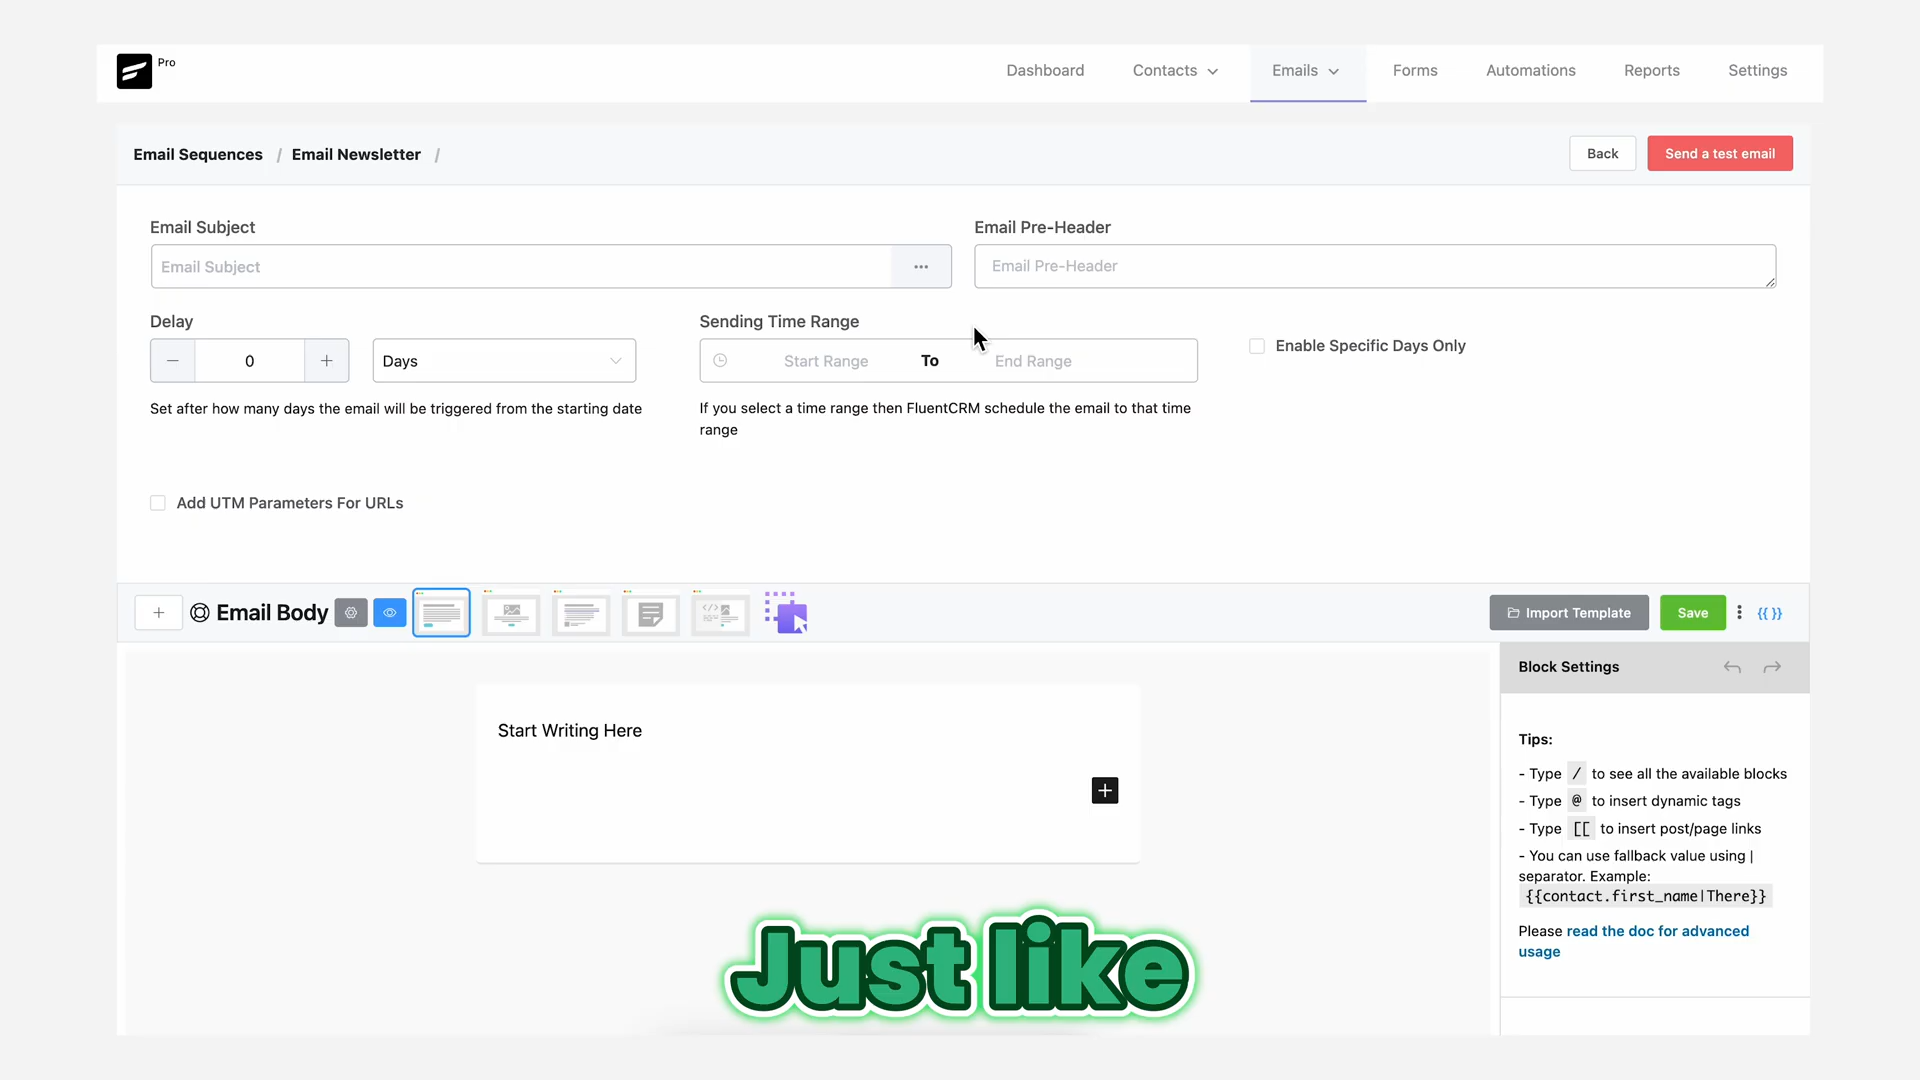 Pro
Dashboard
Contacts
Emails
Forms
Automations
Reports
Settings
Email Sequences / Email Newsletter /
Back
Send a test email
Email Subject
Email Pre-Header
Email Subject
...
Email Pre-Header
Delay
Sending Time Range
Enable Specific Days Only
− 0 +
Days
Start Range To End Range
Set after how many days the email will be triggered from the starting date
If you select a time range then FluentCRM schedule the email to that time
range
Add UTM Parameters For URLs
+
Email Body
</>
Import Template
Save
{{ }}
Block Settings
Start Writing Here
+
Tips:
- Type / to see all the available blocks
- Type @ to insert dynamic tags
- Type [[ to insert post/page links
- You can use fallback value using |
separator. Example:
{{contact.first_name|There}}
Please read the doc for advanced
usage
Just like